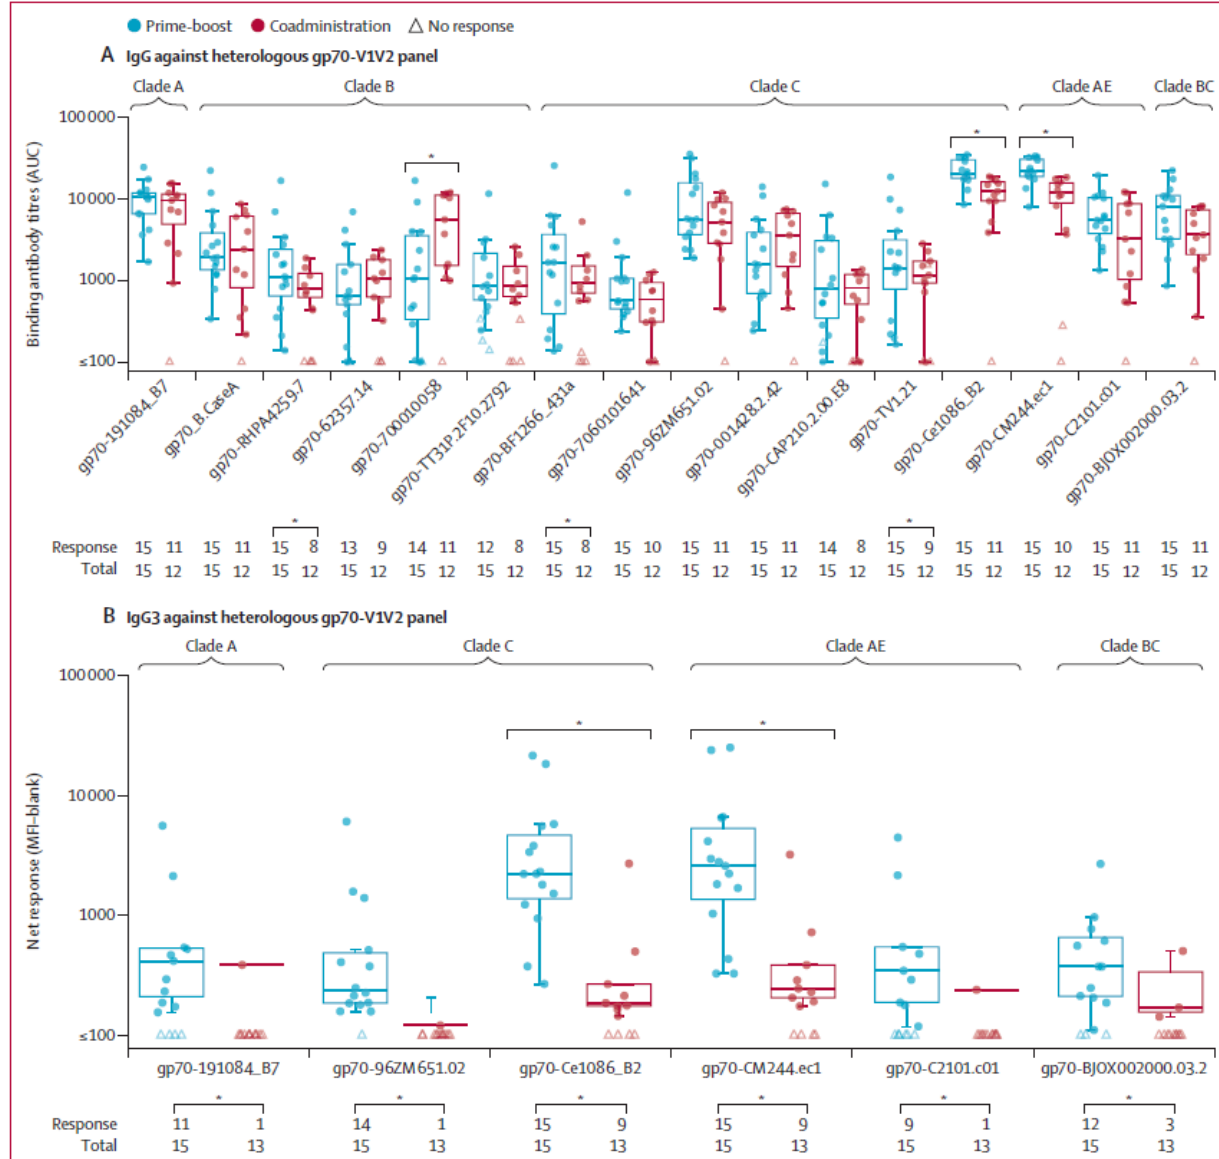 Prime-boost Coadministration No response
A IgG against heterologous gp70-V1V2 panel
Clade A Clade B Clade C Clade AE Clade BC
Binding antibody titres (AUC)
100 000
10 000
1000
≤100
* * *
gp70-191084_B7 gp70_B.CaseA gp70-RHPA4259.7 gp70-62357.14 gp70-700010058 gp70-TT31P.2F10.2792 gp70-BF1266_431a gp70-706010164​1 gp70-96ZM651.02 gp70-001428.2.42 gp70-CAP210.2.00.E8 gp70-TV1.21 gp70-Ce1086_B2 gp70-CM244.ec1 gp70-C2101.c01 gp70-BJOX002000.03.2
* * *
Response 15 11 15 11 15 8 13 9 14 11 12 8 15 8 15 10 15 11 15 11 14 8 15 9 15 11 15 10 15 11 15 11
Total 15 12 15 12 15 12 15 12 15 12 15 12 15 12 15 12 15 12 15 12 15 12 15 12 15 12 15 12 15 12 15 12
B IgG3 against heterologous gp70-V1V2 panel
Clade A Clade C Clade AE Clade BC
Net response (MFI–blank)
100 000
10 000
1000
≤100
* *
gp70-191084_B7 gp70-96ZM651.02 gp70-Ce1086_B2 gp70-CM244.ec1 gp70-C2101.c01 gp70-BJOX002000.03.2
* * * * * *
Response 11 1 14 1 15 9 15 9 9 1 12 3
Total 15 13 15 13 15 13 15 13 15 13 15 13